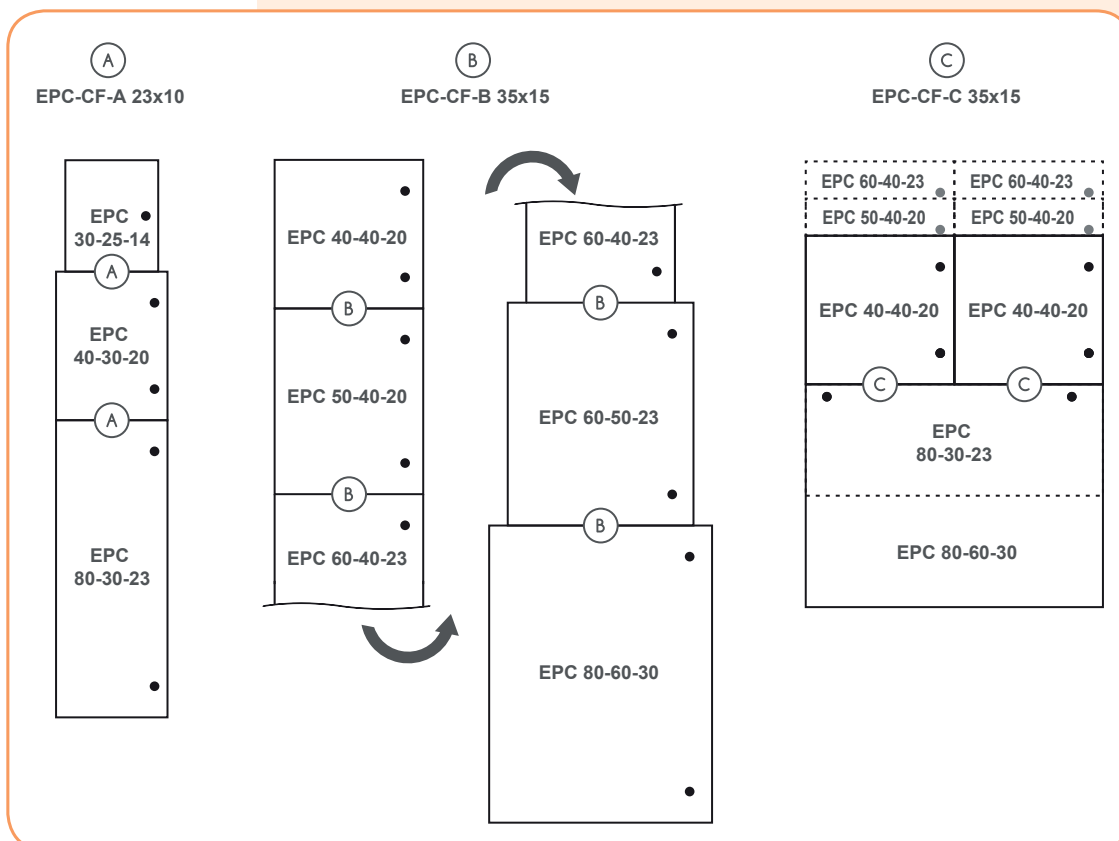 A
EPC-CF-A 23x10
EPC
30-25-14
A
EPC
40-30-20
A
EPC
80-30-23
B
EPC-CF-B 35x15
EPC 40-40-20
B
EPC 50-40-20
B
EPC 60-40-23
EPC 60-40-23
B
EPC 60-50-23
B
EPC 80-60-30
C
EPC-CF-C 35x15
EPC 60-40-23 EPC 60-40-23
EPC 50-40-20 EPC 50-40-20
EPC 40-40-20 EPC 40-40-20
C C
EPC
80-30-23
EPC 80-60-30